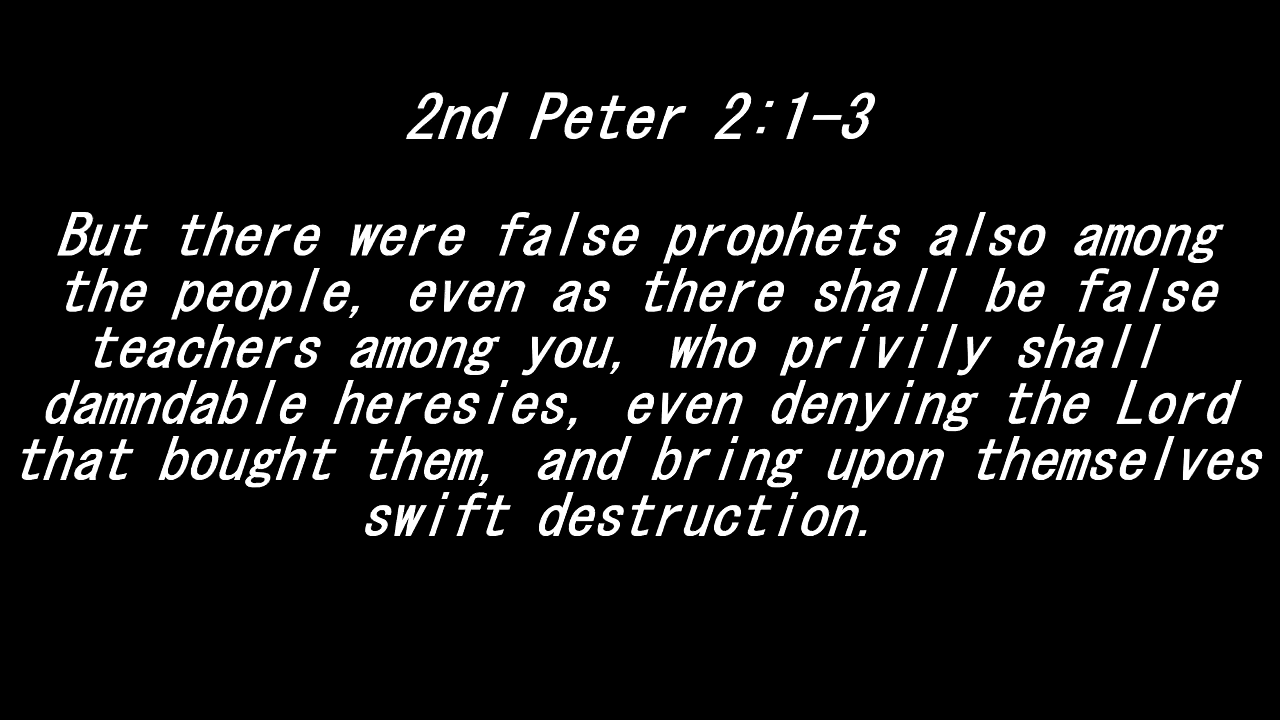 2nd Peter 2:1-3
But there were false prophets also among
the people, even as there shall be false
teachers among you, who privily shall
damndable heresies, even denying the Lord
that bought them, and bring upon themselves
swift destruction.